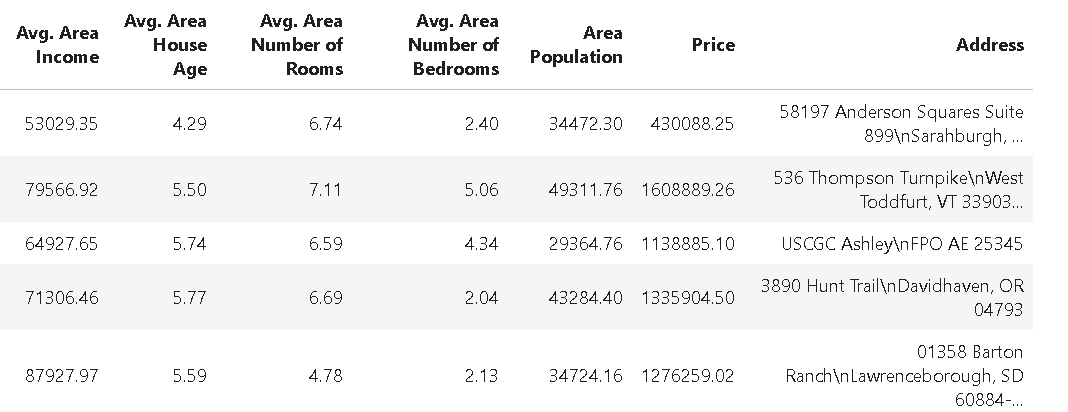 Avg. Area Income Avg. Area House Age Avg. Area Number of Rooms Avg. Area Number of Bedrooms Area Population Price Address
53029.35 4.29 6.74 2.40 34472.30 430088.25 58197 Anderson Squares Suite 899\nSarahburgh, ...
79566.92 5.50 7.11 5.06 49311.76 1608889.26 536 Thompson Turnpike\nWest Toddfurt, VT 33903...
64927.65 5.74 6.59 4.34 29364.76 1138885.10 USCGC Ashley\nFPO AE 25345
71306.46 5.77 6.69 2.04 43284.40 1335904.50 3890 Hunt Trail\nDavidhaven, OR 04793
87927.97 5.59 4.78 2.13 34724.16 1276259.02 01358 Barton Ranch\nLawrenceborough, SD 60884-...